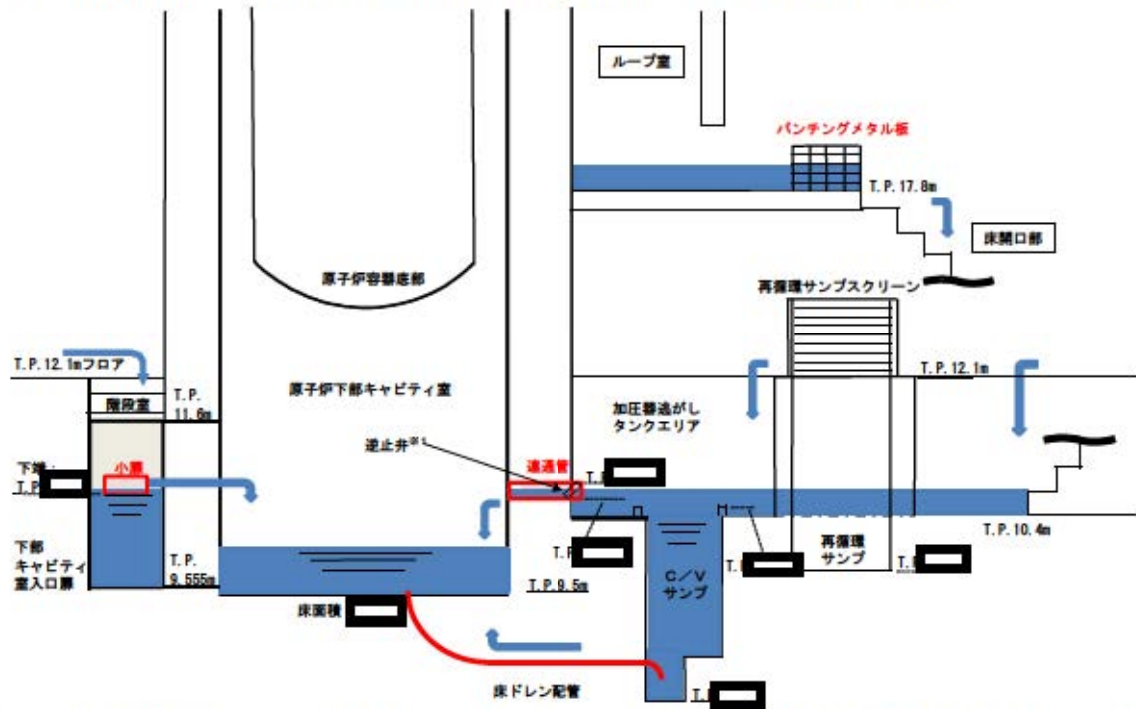 ループ室
パンチングメタル板
T.P.17.8m
床開口部
原子炉容器底部
再循環サンプスクリーン
T.P.12.1mフロア
T.P.12.1m
階段室
T.P.
11.6m
原子炉下部キャビティ室
加圧器逃がし
タンクエリア
逆止弁※1
連通管
下端:
小扉
T.P.
T.P.10.4m
下部
キャビティ
室入口扉
T.P.
9.555m
T.P.9.5m
C/V
サンプ
再循環
サンプ
床面積
床ドレン配管